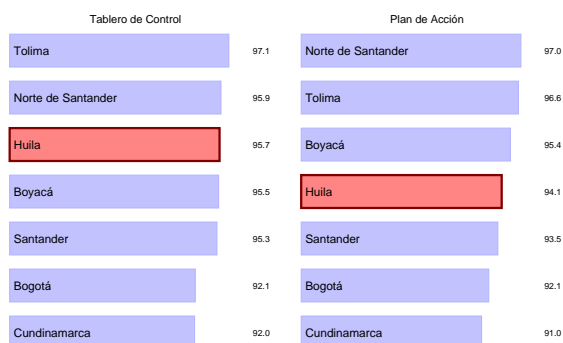 Tablero de Control
Tolima 97.1
Norte de Santander 95.9
Huila 95.7
Boyacá 95.5
Santander 95.3
Bogotá 92.1
Cundinamarca 92.0
Plan de Acción
Norte de Santander 97.0
Tolima 96.6
Boyacá 95.4
Huila 94.1
Santander 93.5
Bogotá 92.1
Cundinamarca 91.0